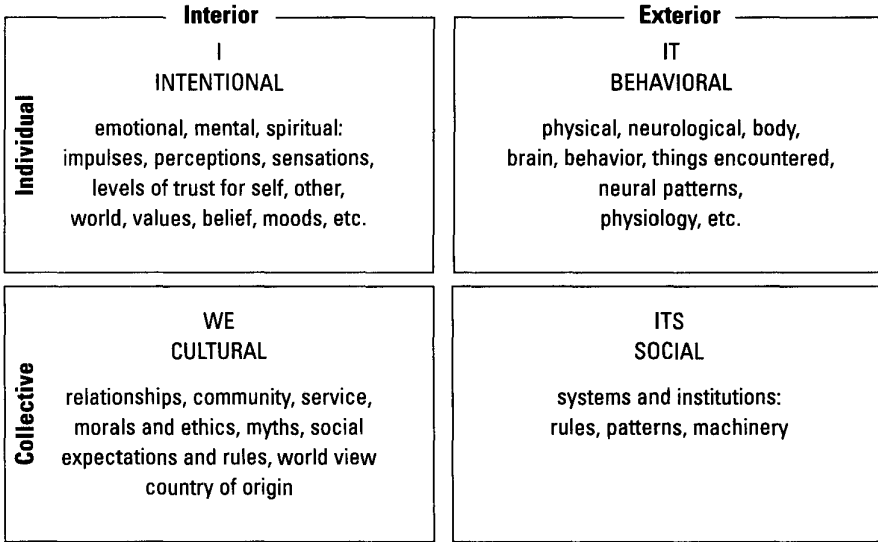 Interior
Exterior
Individual
I
INTENTIONAL
emotional, mental, spiritual:
impulses, perceptions, sensations,
levels of trust for self, other,
world, values, belief, moods, etc.
IT
BEHAVIORAL
physical, neurological, body,
brain, behavior, things encountered,
neural patterns,
physiology, etc.
Collective
WE
CULTURAL
relationships, community, service,
morals and ethics, myths, social
expectations and rules, world view
country of origin
ITS
SOCIAL
systems and institutions:
rules, patterns, machinery